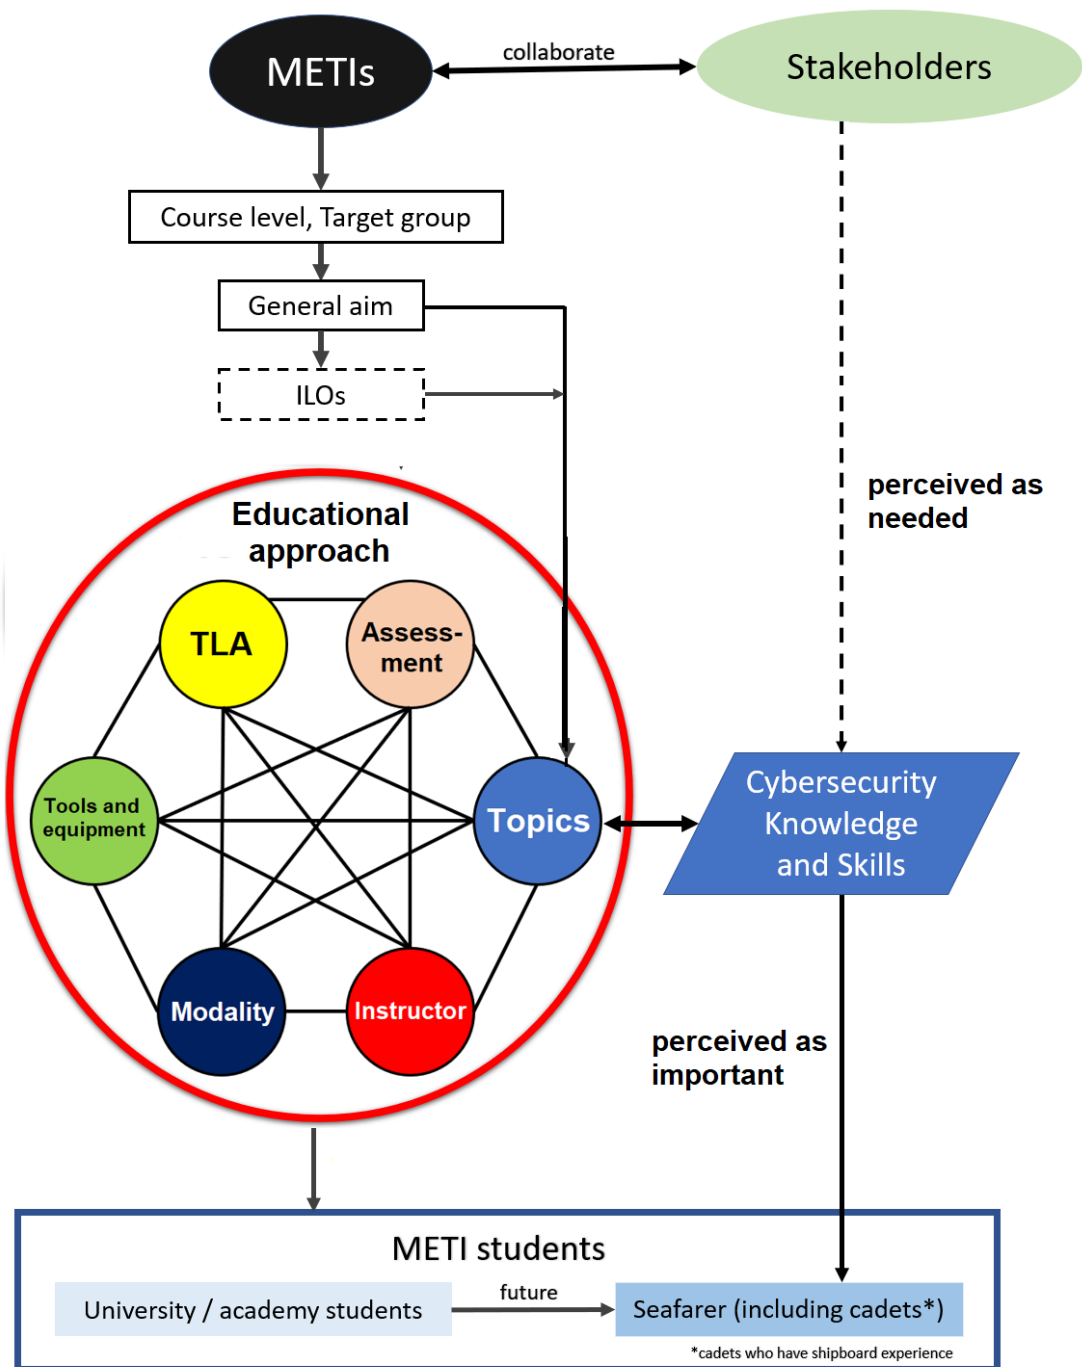 METIs
collaborate
Stakeholders
Course level, Target group
General aim
ILOs
perceived as
needed
Educational
approach
TLA
Assess-
ment
Tools and
equipment
Topics
Cybersecurity
Knowledge
and Skills
Modality
Instructor
perceived as
important
METI students
University / academy students
future
Seafarer (including cadets*)
*cadets who have shipboard experience